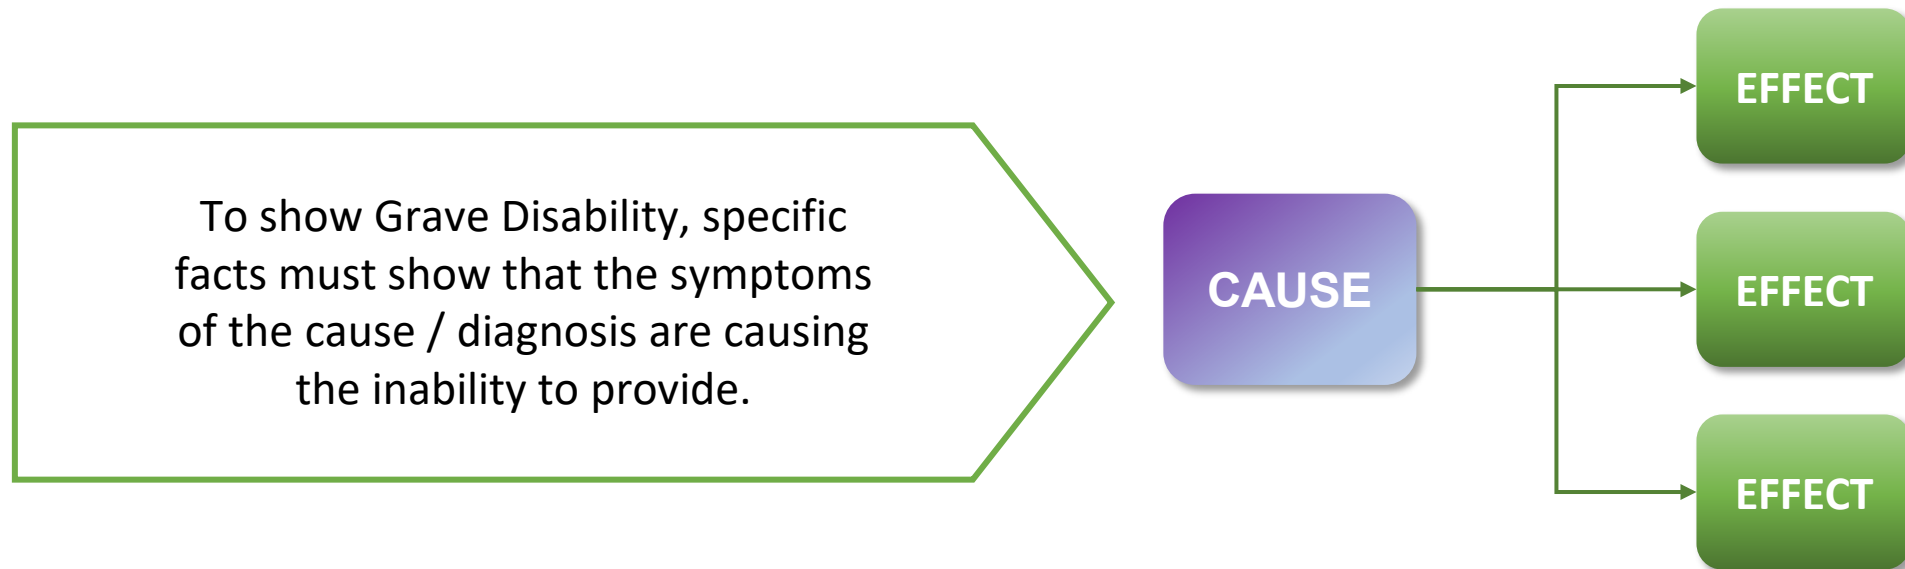 To show Grave Disability, specific
facts must show that the symptoms
of the cause / diagnosis are causing
the inability to provide.
CAUSE
EFFECT
EFFECT
EFFECT